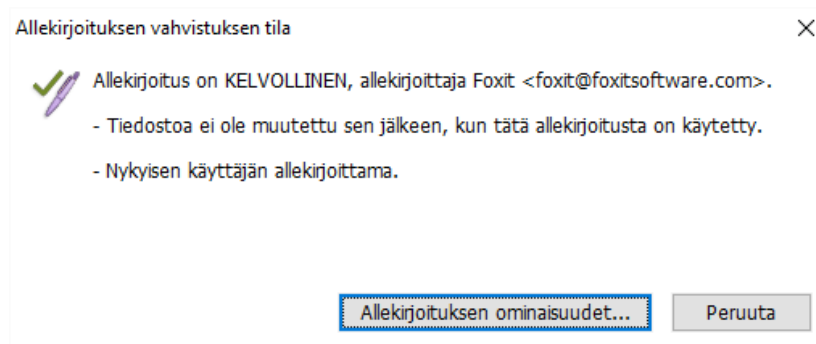 Allekirjoituksen vahvistuksen tila
Allekirjoitus on KELVOLLINEN, allekirjoittaja Foxit <foxit@foxitsoftware.com>.
- Tiedostoa ei ole muutettu sen jälkeen, kun tätä allekirjoitusta on käytetty.
- Nykyisen käyttäjän allekirjoittama.
Allekirjoituksen ominaisuudet...
Peruuta